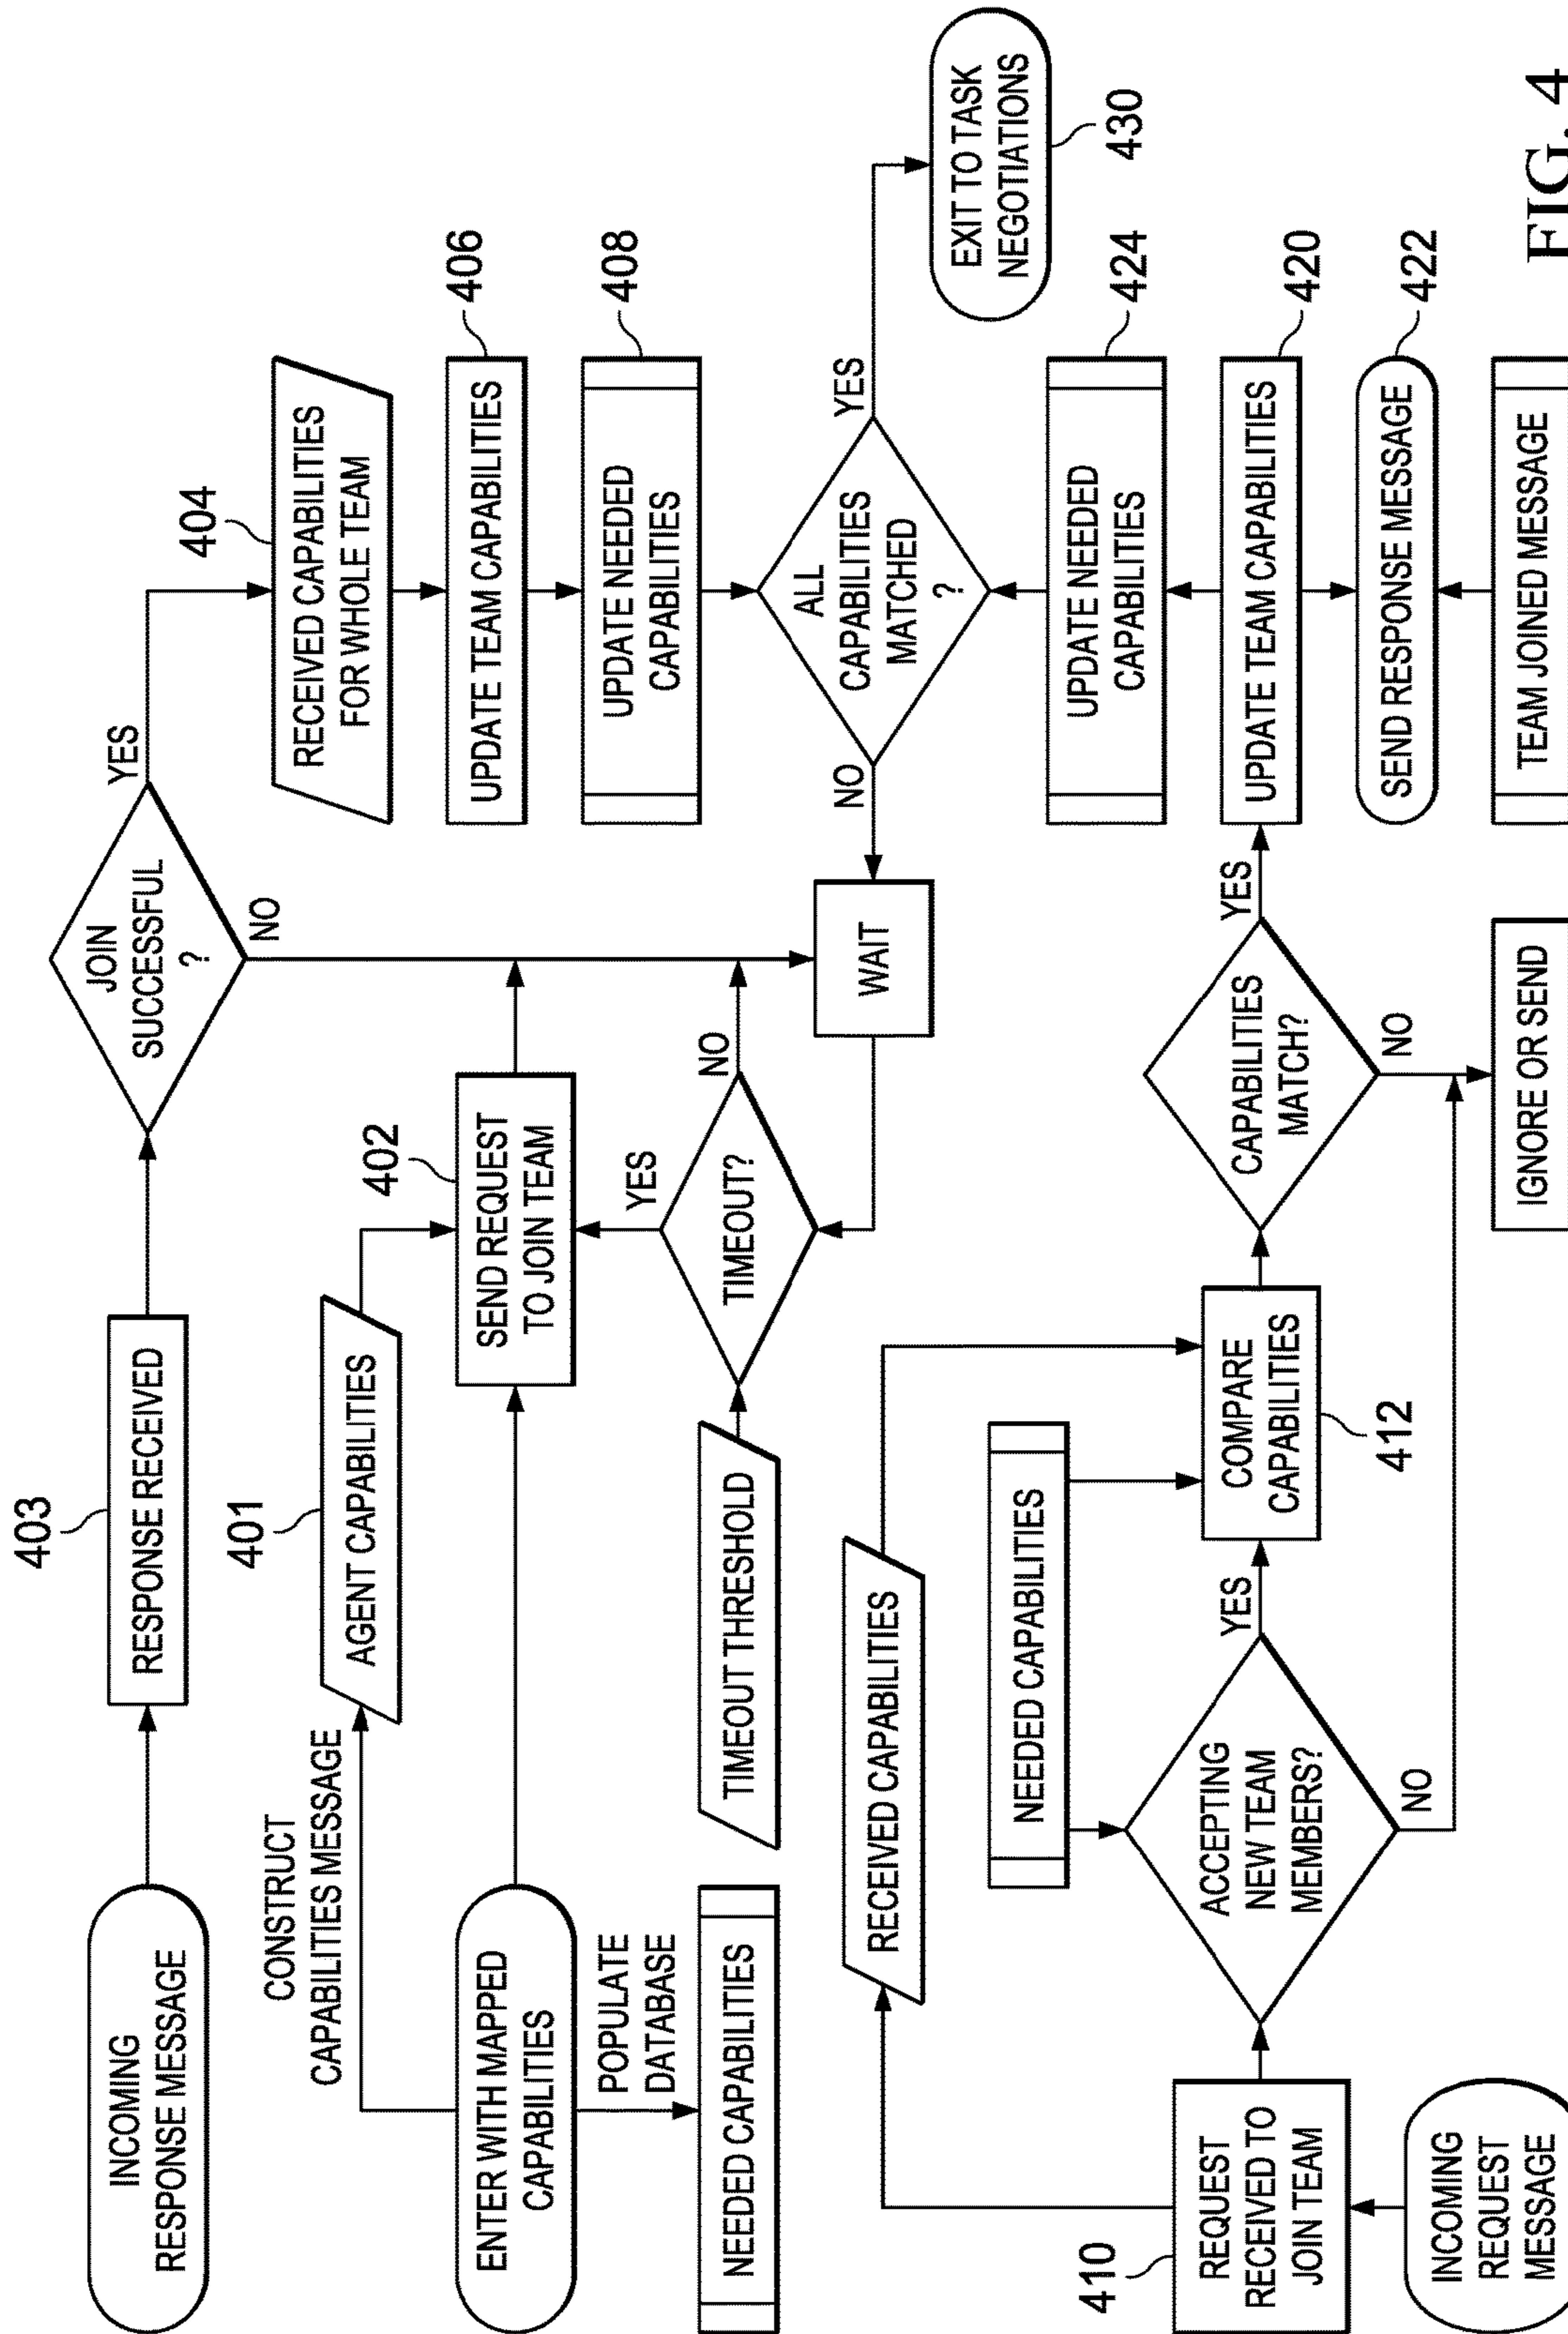 INCOMING
RESPONSE MESSAGE
403
RESPONSE RECEIVED
JOIN
SUCCESSFUL
?
YES
NO
404
RECEIVED CAPABILITIES
FOR WHOLE TEAM
CONSTRUCT
CAPABILITIES MESSAGE
401
AGENT CAPABILITIES
402
SEND REQUEST
TO JOIN TEAM
UPDATE TEAM CAPABILITIES
406
ENTER WITH MAPPED
CAPABILITIES
POPULATE
DATABASE
NEEDED CAPABILITIES
TIMEOUT THRESHOLD
TIMEOUT?
YES
NO
UPDATE NEEDED
CAPABILITIES
408
WAIT
NO
ALL
CAPABILITIES
MATCHED
?
YES
EXIT TO TASK
NEGOTIATIONS
430
RECEIVED CAPABILITIES
NEEDED CAPABILITIES
UPDATE NEEDED
CAPABILITIES
424
410
REQUEST
RECEIVED TO
JOIN TEAM
ACCEPTING
NEW TEAM
MEMBERS?
YES
NO
COMPARE
CAPABILITIES
412
CAPABILITIES
MATCH?
YES
NO
UPDATE TEAM CAPABILITIES
420
SEND RESPONSE MESSAGE
422
INCOMING
REQUEST
MESSAGE
IGNORE OR SEND
TEAM JOINED MESSAGE
FIG. 4